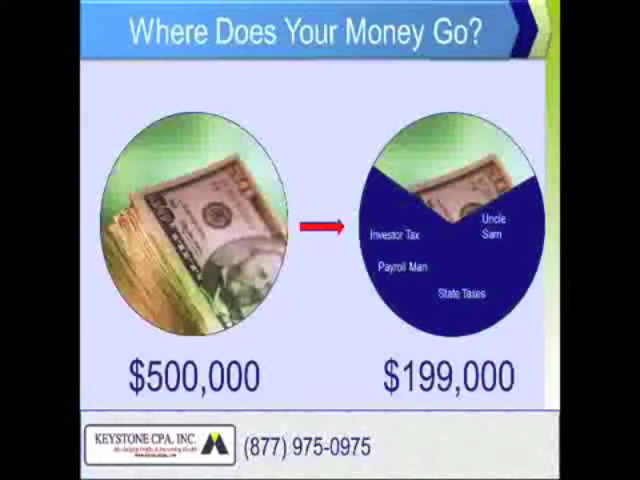 Where Does Your Money Go?
Investor Tax
Uncle
Sam
Payroll Man
State Taxes
$500,000
$199,000
KEYSTONE CPA, INC.
(877) 975-0975